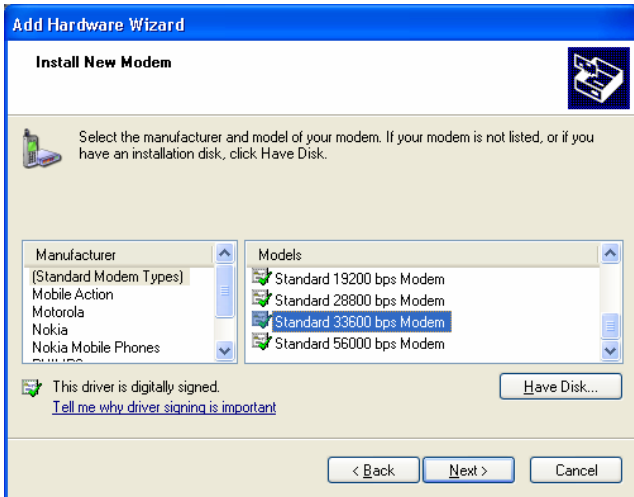 Add Hardware Wizard
Install New Modem
Select the manufacturer and model of your modem. If your modem is not listed, or if you
have an installation disk, click Have Disk.
Manufacturer
(Standard Modem Types)
Mobile Action
Motorola
Nokia
Nokia Mobile Phones
Models
Standard 19200 bps Modem
Standard 28800 bps Modem
Standard 33600 bps Modem
Standard 56000 bps Modem
This driver is digitally signed.
Tell me why driver signing is important
Have Disk...
< Back
Next >
Cancel